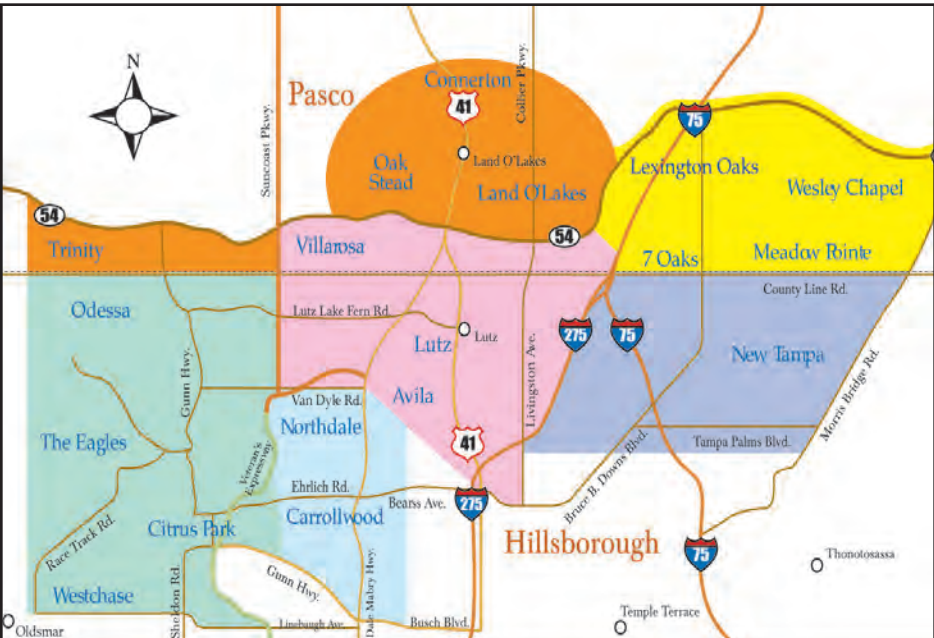 N
Pasco
Suncoast Pkwy.
Connerton
41
Collier Pkwy.
75
Land O'Lakes
Oak
Stead
Land O'Lakes
Lexington Oaks
Wesley Chapel
54
Trinity
Villarosa
54
7 Oaks
Meadow Pointe
County Line Rd.
Odessa
Lutz Lake Fern Rd.
Lutz
Lutz
275
75
New Tampa
Gunn Hwy.
Livingston Ave.
Morris Bridge Rd.
Van Dyle Rd.
Avila
Northdale
The Eagles
Veteran's
Expressway
41
Tampa Palms Blvd.
Bruce B. Downs Blvd.
Ehrlich Rd.
Bearss Ave.
275
Race Track Rd.
Citrus Park
Carrollwood
Hillsborough
75
Thonotosassa
Gunn Hwy.
Sheldon Rd.
Dale Mabry Hwy.
Westchase
Linebaugh Ave.
Busch Blvd.
Temple Terrace
Oldsmar